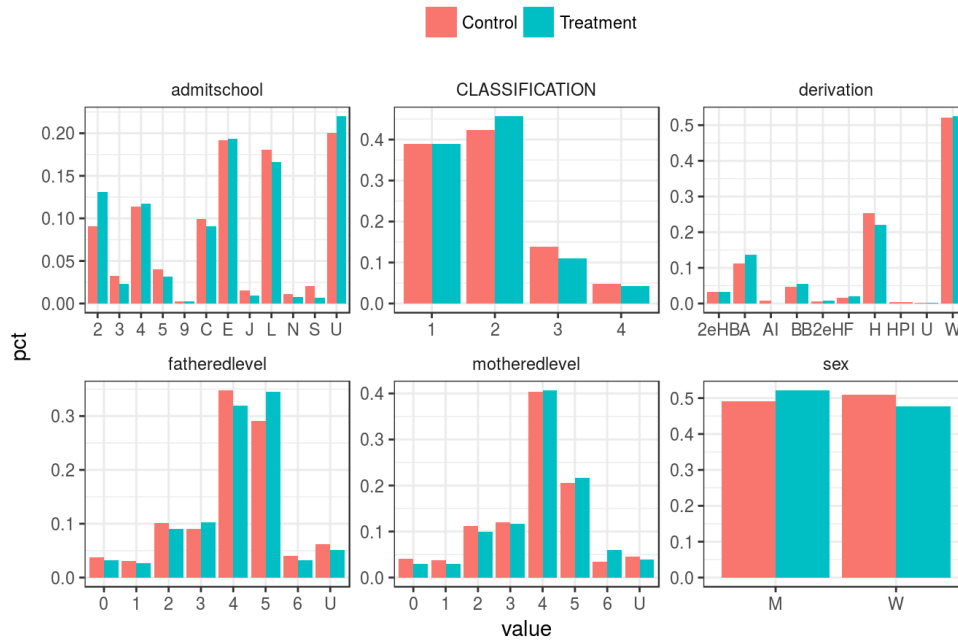 Control Treatment
admitschool CLASSIFICATION derivation
0.20
0.15
0.10
0.05
0.00
2 3 4 5 9 C E J L N S U
0.4
0.3
0.2
0.1
0.0
1 2 3 4
0.5
0.4
0.3
0.2
0.1
0.0
2eHBA AI BB2eHF H HPI U W
pct
fatheredlevel motheredlevel sex
0.3
0.2
0.1
0.0
0 1 2 3 4 5 6 U
0.4
0.3
0.2
0.1
0.0
0 1 2 3 4 5 6 U
0.5
0.4
0.3
0.2
0.1
0.0
M W
value